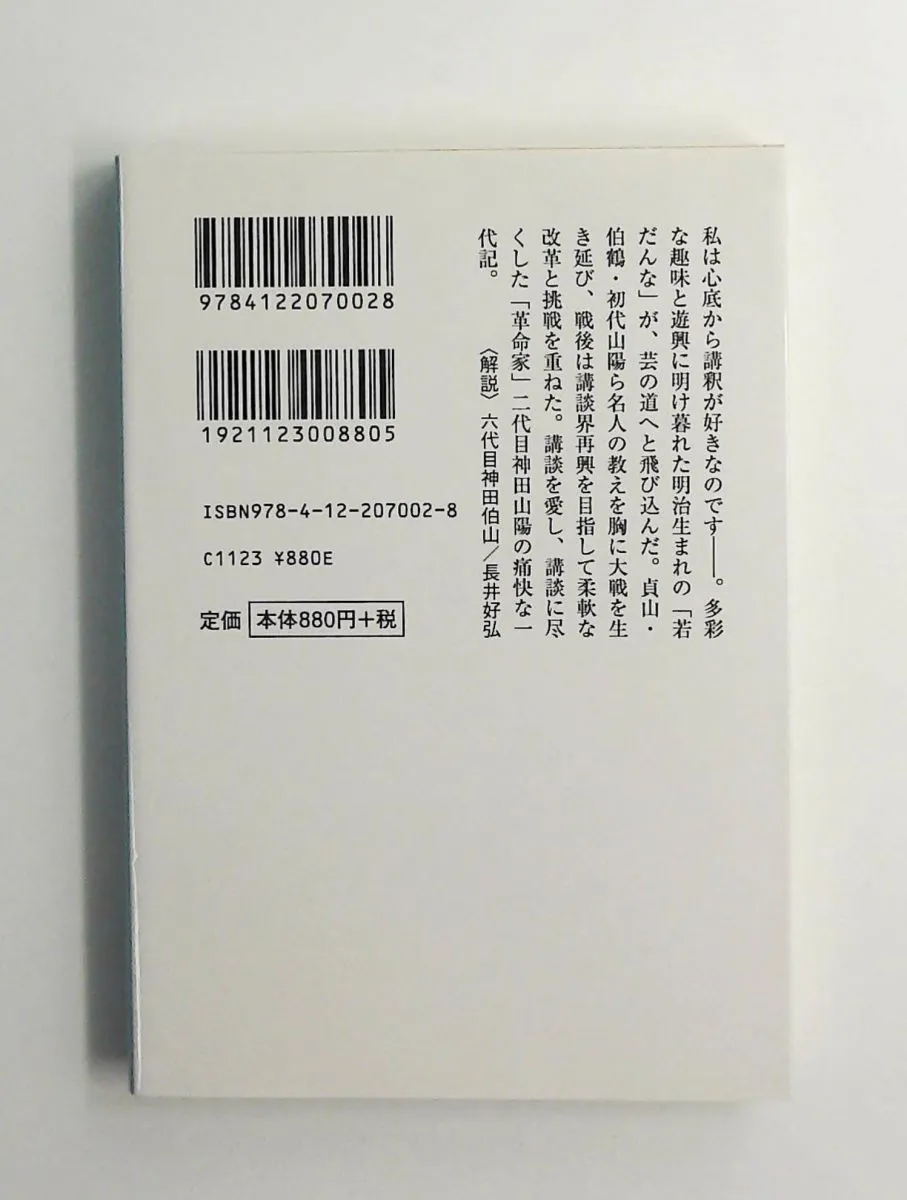 私は心底から講釈が好きなのです――。多彩
な趣味と遊興に明け暮れた明治生まれの「若
だんな」が、芸の道へと飛び込んだ。貞山・
伯鶴・初代山陽ら名人の教えを胸に大戦を生
き延び、戦後は講談界再興を目指して柔軟な
改革と挑戦を重ねた。講談を愛し、講談に尽
くした「革命家」二代目神田山陽の痛快な一
代記。
〈解説〉六代目神田伯山／長井好弘
9784122070028
1921123008805
ISBN978-4-12-207002-8
C1123 ¥880E
定価 本体880円+税